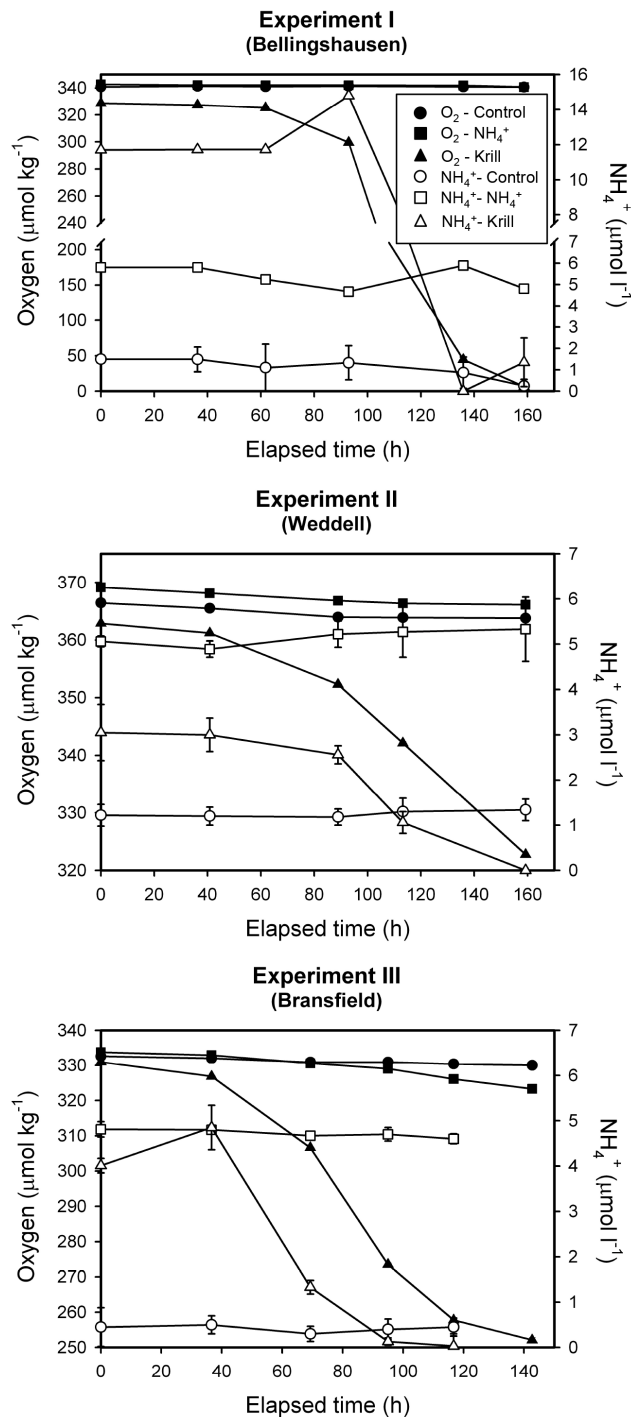 Experiment I
(Bellingshausen)
Oxygen (μmol kg⁻¹)
340
320
300
280
260
240
200
150
100
50
0
16
14
12
10
8
7
6
5
4
3
2
1
0
NH₄⁺ (μmol l⁻¹)
O₂ - Control
O₂ - NH₄⁺
O₂ - Krill
NH₄⁺- Control
NH₄⁺- NH₄⁺
NH₄⁺- Krill
0 20 40 60 80 100 120 140 160
Elapsed time (h)
Experiment II
(Weddell)
Oxygen (μmol kg⁻¹)
370
360
350
340
330
320
7
6
5
4
3
2
1
0
NH₄⁺ (μmol l⁻¹)
0 20 40 60 80 100 120 140 160
Elapsed time (h)
Experiment III
(Bransfield)
Oxygen (μmol kg⁻¹)
340
330
320
310
300
290
280
270
260
250
7
6
5
4
3
2
1
0
NH₄⁺ (μmol l⁻¹)
0 20 40 60 80 100 120 140
Elapsed time (h)